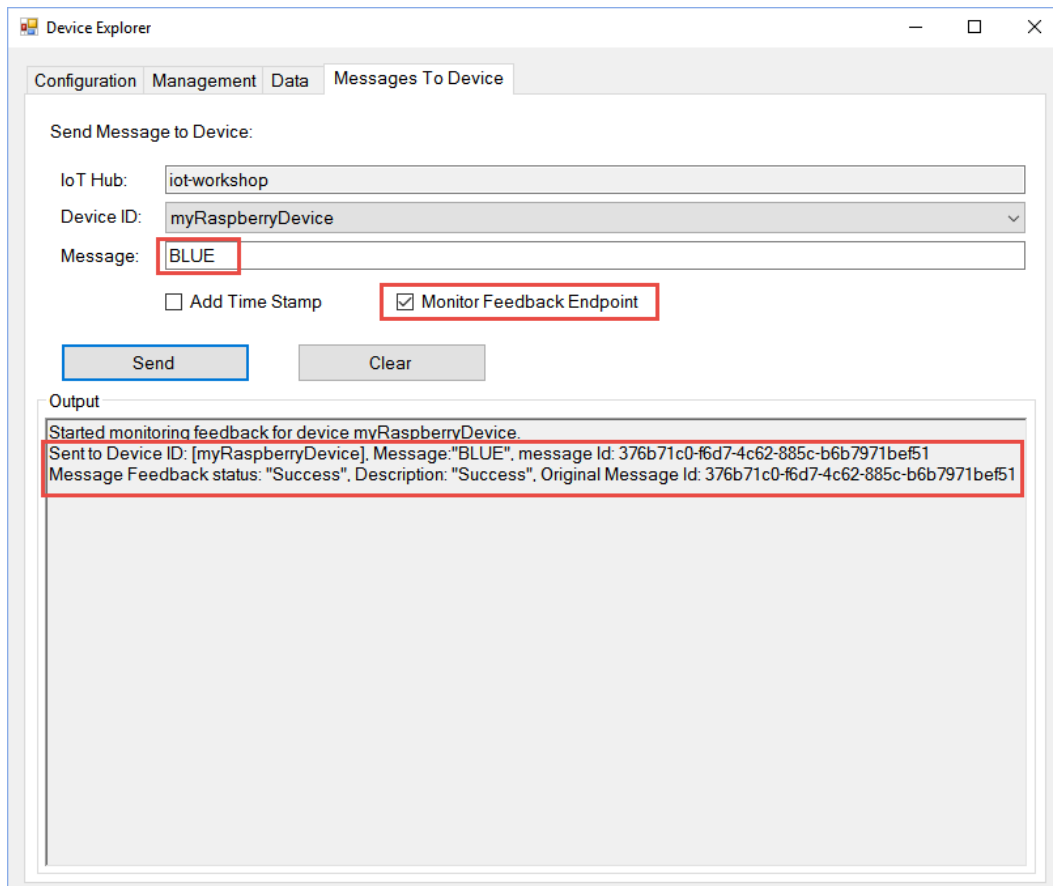 Device Explorer
Configuration Management Data Messages To Device
Send Message to Device:
IoT Hub: iot-workshop
Device ID: myRaspberryDevice
Message: BLUE
Add Time Stamp Monitor Feedback Endpoint
Send Clear
Output
Started monitoring feedback for device myRaspberryDevice.
Sent to Device ID: [myRaspberryDevice], Message:"BLUE", message Id: 376b71c0-f6d7-4c62-885c-b6b7971bef51
Message Feedback status: "Success", Description: "Success", Original Message Id: 376b71c0-f6d7-4c62-885c-b6b7971bef51